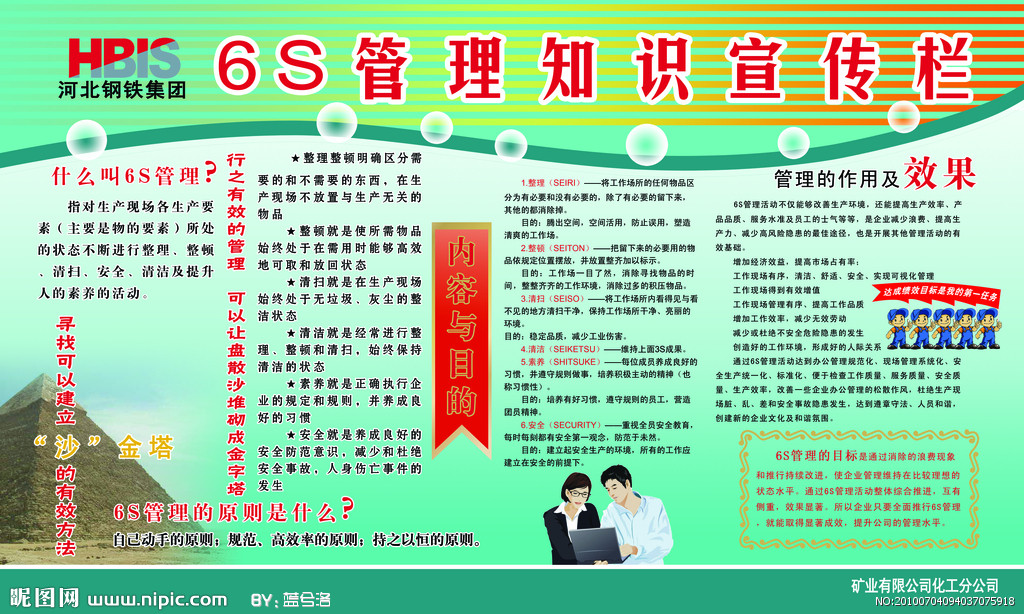 HBIS
河北钢铁集团
6S管理知识宣传栏
什么叫6S管理?
指对生产现场各生产要
素(主要是物的要素)所处
的状态不断进行整理、整顿
、清扫、安全、清洁及提升
人的素养的活动。
寻找可以建立
“沙”金塔
的有效方法
行之有效的管理 可以让盘散沙堆砌成金字塔
★整理整顿明确区分需
要的和不需要的东西，在生
产现场不放置与生产无关的
物品
★整顿就是使所需物品
始终处于在需用时能够高效
地可取和放回状态
★清扫就是在生产现场
始终处于无垃圾、灰尘的整
洁状态
★清洁就是经常进行整
理、整顿和清扫，始终保持
清洁的状态
★素养就是正确执行企
业的规定和规则，并养成良
好的习惯
★安全就是养成良好的
安全防范意识，减少和杜绝
安全事故，人身伤亡事件的
发生
6S管理的原则是什么?
自己动手的原则；规范、高效率的原则；持之以恒的原则。
内容与目的
1.整理（SEIRI）——将工作场所的任何物品区
分为有必要和没有必要的，除了有必要的留下来，
其他的都消除掉。
目的：腾出空间，空间活用，防止误用，塑造
清爽的工作场。
2.整顿（SEITON）——把留下来的必要用的物
品依规定位置摆放，并放置整齐加以标示。
目的：工作场一目了然，消除寻找物品的时
间，整整齐齐的工作环境，消除过多的积压物品。
3.清扫（SEISO）——将工作场所内看得见与看
不见的地方清扫干净，保持工作场所干净、亮丽的
环境。
目的：稳定品质，减少工业伤害。
4.清洁（SEIKETSU）——维持上面3S成果。
5.素养（SHITSUKE）——每位成员养成良好的
习惯，并遵守规则做事，培养积极主动的精神（也
称习惯性）。
目的：培养有好习惯，遵守规则的员工，营造
团员精神。
6.安全（SECURITY）——重视全员安全教育，
每时每刻都有安全第一观念，防范于未然。
目的：建立起安全生产的环境，所有的工作应
建立在安全的前提下。
管理的作用及效果
6S管理活动不仅能够改善生产环境，还能提高生产效率、产
品品质、服务水准及员工的士气等等，是企业减少浪费、提高生
产力、减少高风险隐患的最佳途径，也是开展其他管理活动的有
效基础。
增加经济效益，提高市场占有率；
工作现场有序，清洁、舒适、安全、实现可视化管理
工作现场得到有效增值
工作现场管理有序、提高工作品质
增加工作效率，减少无效劳动
减少或杜绝不安全危险隐患的发生
创造好的工作环境，形成好的人际关系
达成绩效目标是我的第一任务
通过6S管理活动达到办公管理规范化、现场管理系统化、安
全生产统一化、标准化、便于检查工作质量、服务质量、安全质
量、生产效率，改善一些企业办公管理的松散作风，杜绝生产现
场脏、乱、差和安全事故隐患发生，达到遵章守法、人员和谐，
创建新的企业文化及和谐氛围。
6S管理的目标是通过消除的浪费现象
和推行持续改进，使企业管理维持在比较理想的
状态水平。通过6S管理活动整体综合推进，互有
侧重，效果显著。所以企业只要全面推行6S管理
，就能取得显著成效，提升公司的管理水平。
昵图网 www.nipic.com BY：蓝兮洛
矿业有限公司化工分公司
NO:20100704094037075918